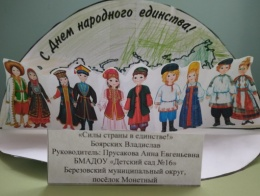 С Днем народного единства!
«Силы страны в единстве!»
Боярских Владислав
Руководитель: Прусакова Анна Евгеньевна
БМАДОУ «Детский сад №16»
Березовский муниципальный округ,
посёлок Монетный